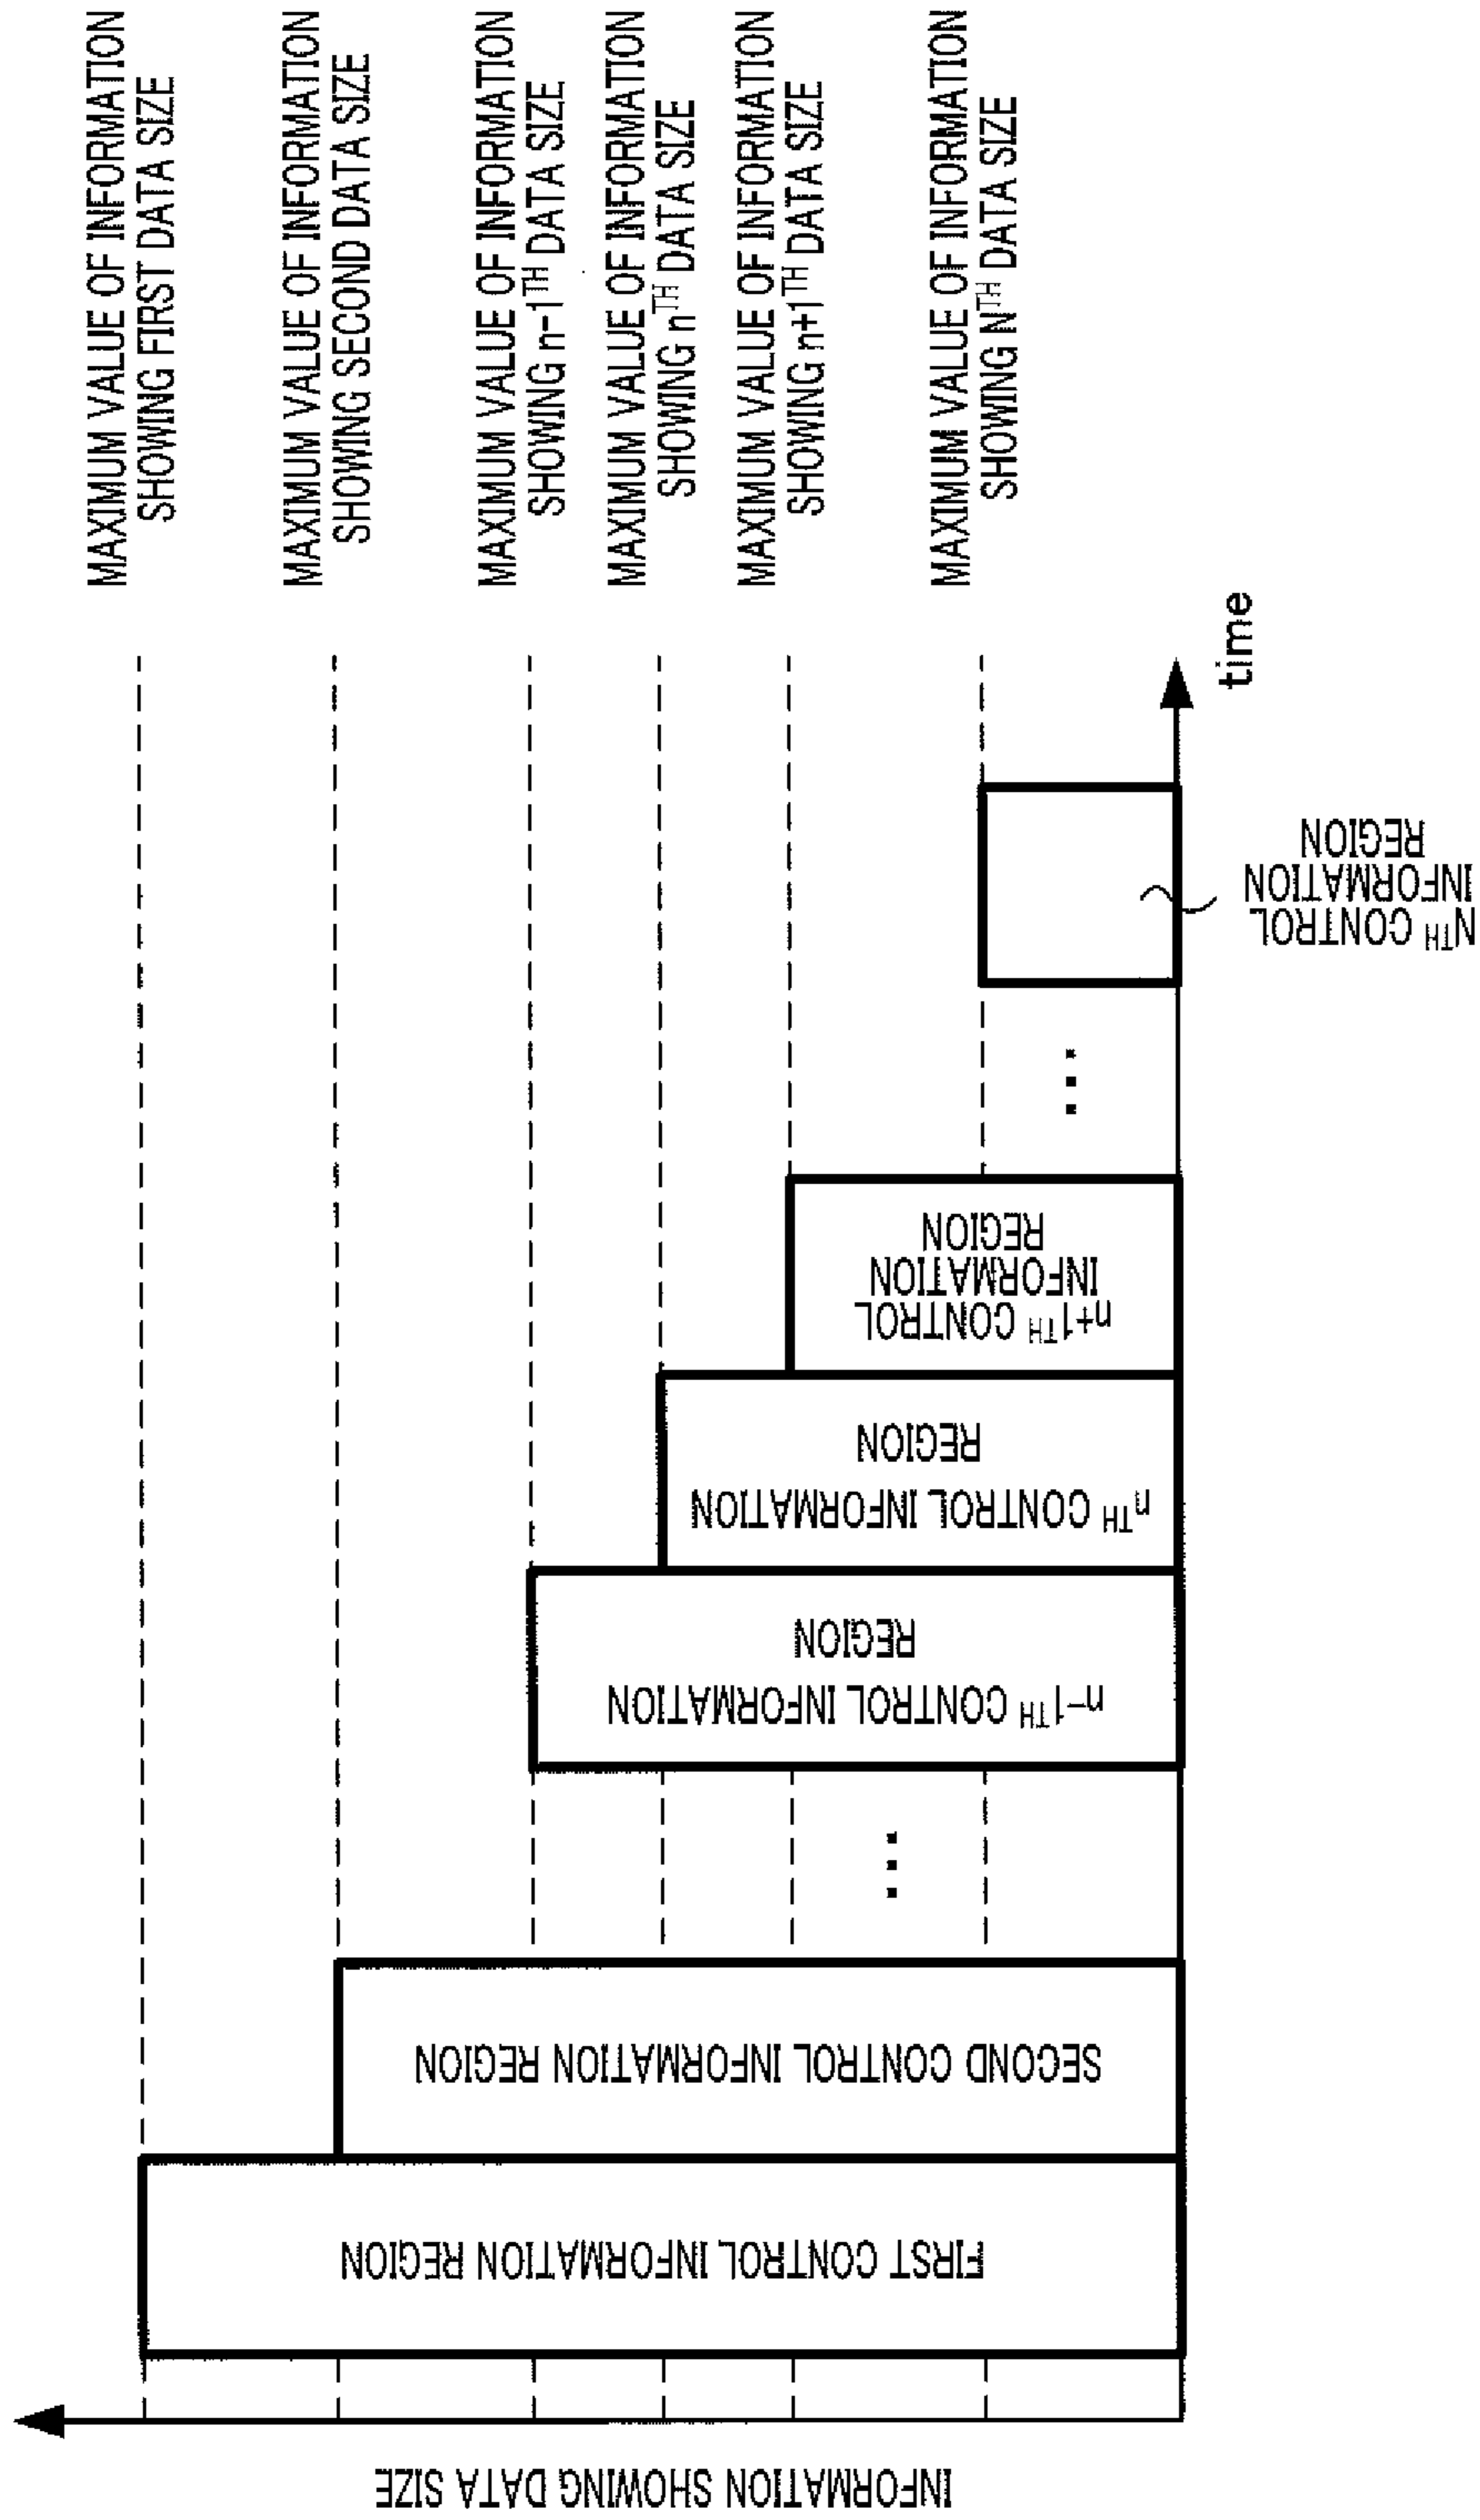 INFORMATION SHOWING DATA SIZE
FIRST CONTROL INFORMATION REGION
SECOND CONTROL INFORMATION REGION
...
n-1TH CONTROL INFORMATION
REGION
nTH CONTROL INFORMATION
REGION
n+1TH CONTROL
INFORMATION
REGION
...
NTH CONTROL
INFORMATION
REGION
time
MAXIMUM VALUE OF INFORMATION
SHOWING FIRST DATA SIZE
MAXIMUM VALUE OF INFORMATION
SHOWING SECOND DATA SIZE
MAXIMUM VALUE OF INFORMATION
SHOWING n-1TH DATA SIZE
MAXIMUM VALUE OF INFORMATION
SHOWING nTH DATA SIZE
MAXIMUM VALUE OF INFORMATION
SHOWING n+1TH DATA SIZE
MAXIMUM VALUE OF INFORMATION
SHOWING NTH DATA SIZE